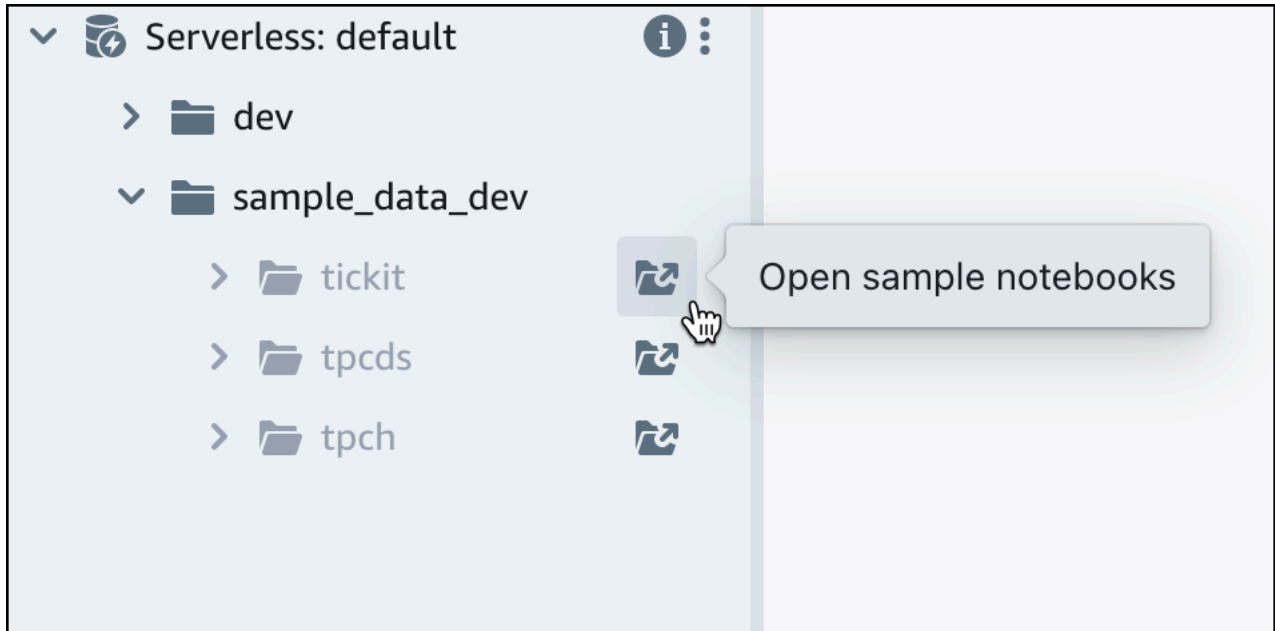 Serverless: default
dev
sample_data_dev
tickit
Open sample notebooks
tpcds
tpch